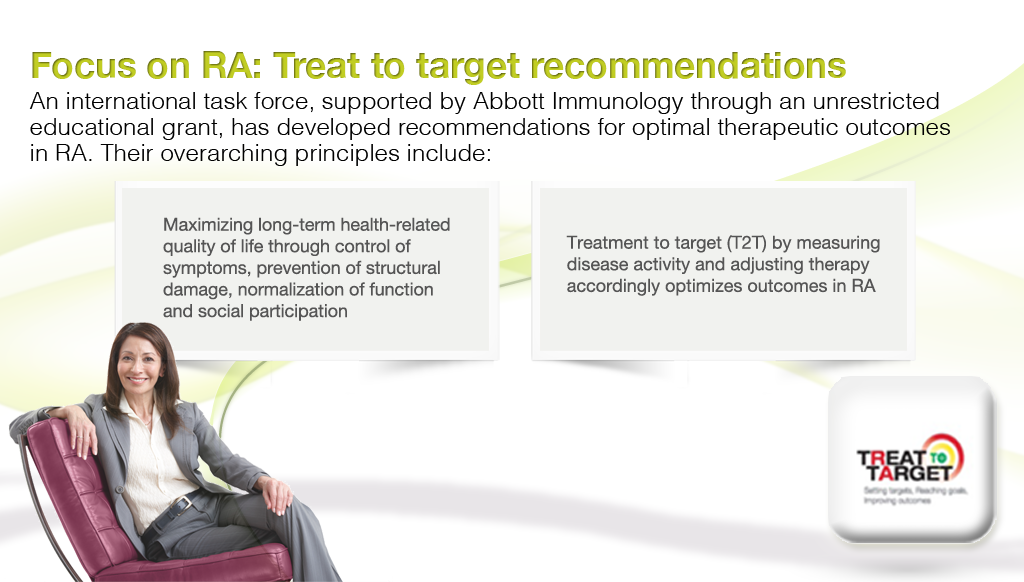 Focus on RA: Treat to target recommendations
An international task force, supported by Abbott Immunology through an unrestricted
educational grant, has developed recommendations for optimal therapeutic outcomes
in RA. Their overarching principles include:
Maximizing long-term health-related
quality of life through control of
symptoms, prevention of structural
damage, normalization of function
and social participation
Treatment to target (T2T) by measuring
disease activity and adjusting therapy
accordingly optimizes outcomes in RA
TREAT TO
TARGET
Setting targets, Reaching goals,
Improving outcomes